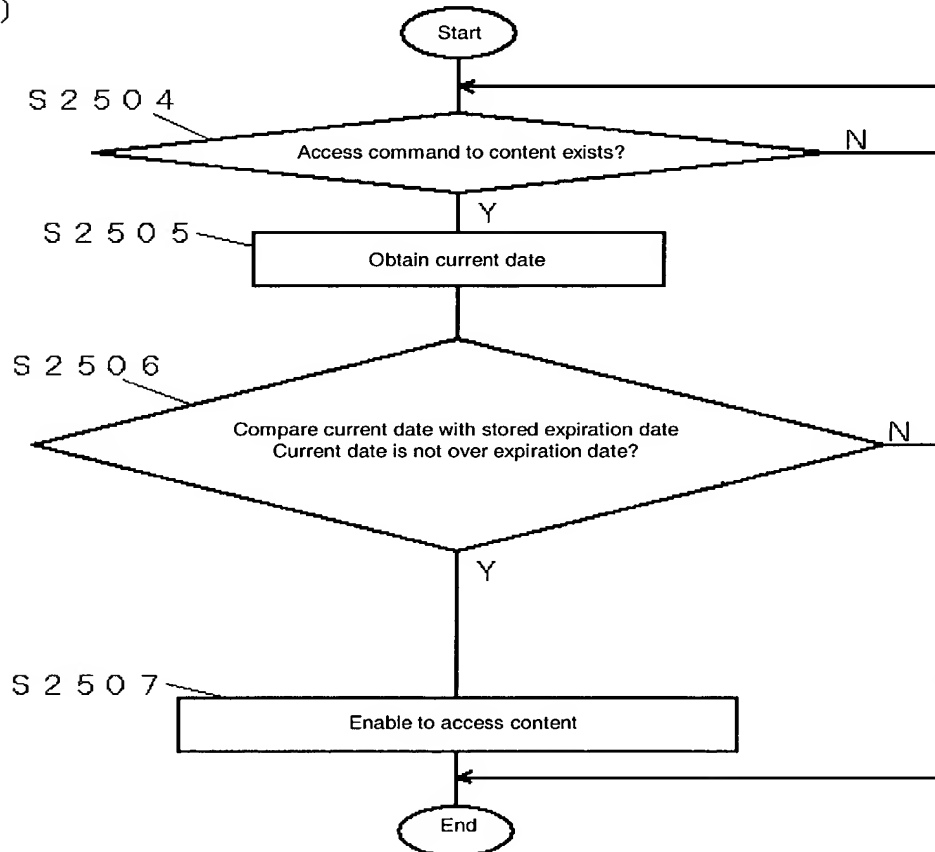 )
Start
S2504
Access command to content exists?
N
Y
S2505
Obtain current date
S2506
Compare current date with stored expiration date
Current date is not over expiration date?
N
Y
S2507
Enable to access content
End